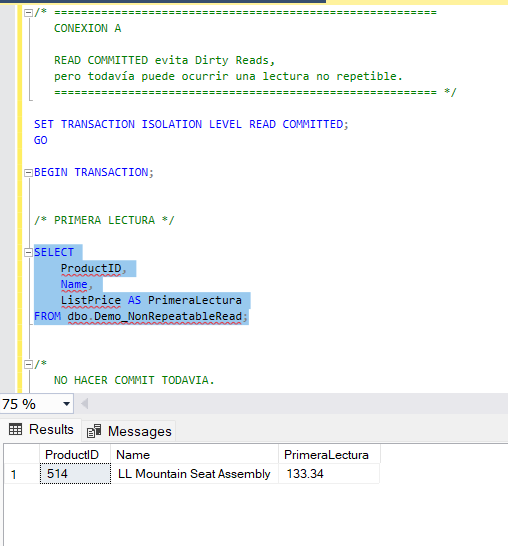 /* =========================================================
CONEXION A
READ COMMITTED evita Dirty Reads,
pero todavía puede ocurrir una lectura no repetible.
========================================================= */
SET TRANSACTION ISOLATION LEVEL READ COMMITTED;
GO
BEGIN TRANSACTION;
/* PRIMERA LECTURA */
SELECT
ProductID,
Name,
ListPrice AS PrimeraLectura
FROM dbo.Demo_NonRepeatableRead;
/*
NO HACER COMMIT TODAVIA.
75 %
Results Messages
ProductID Name PrimeraLectura
1 514 LL Mountain Seat Assembly 133.34